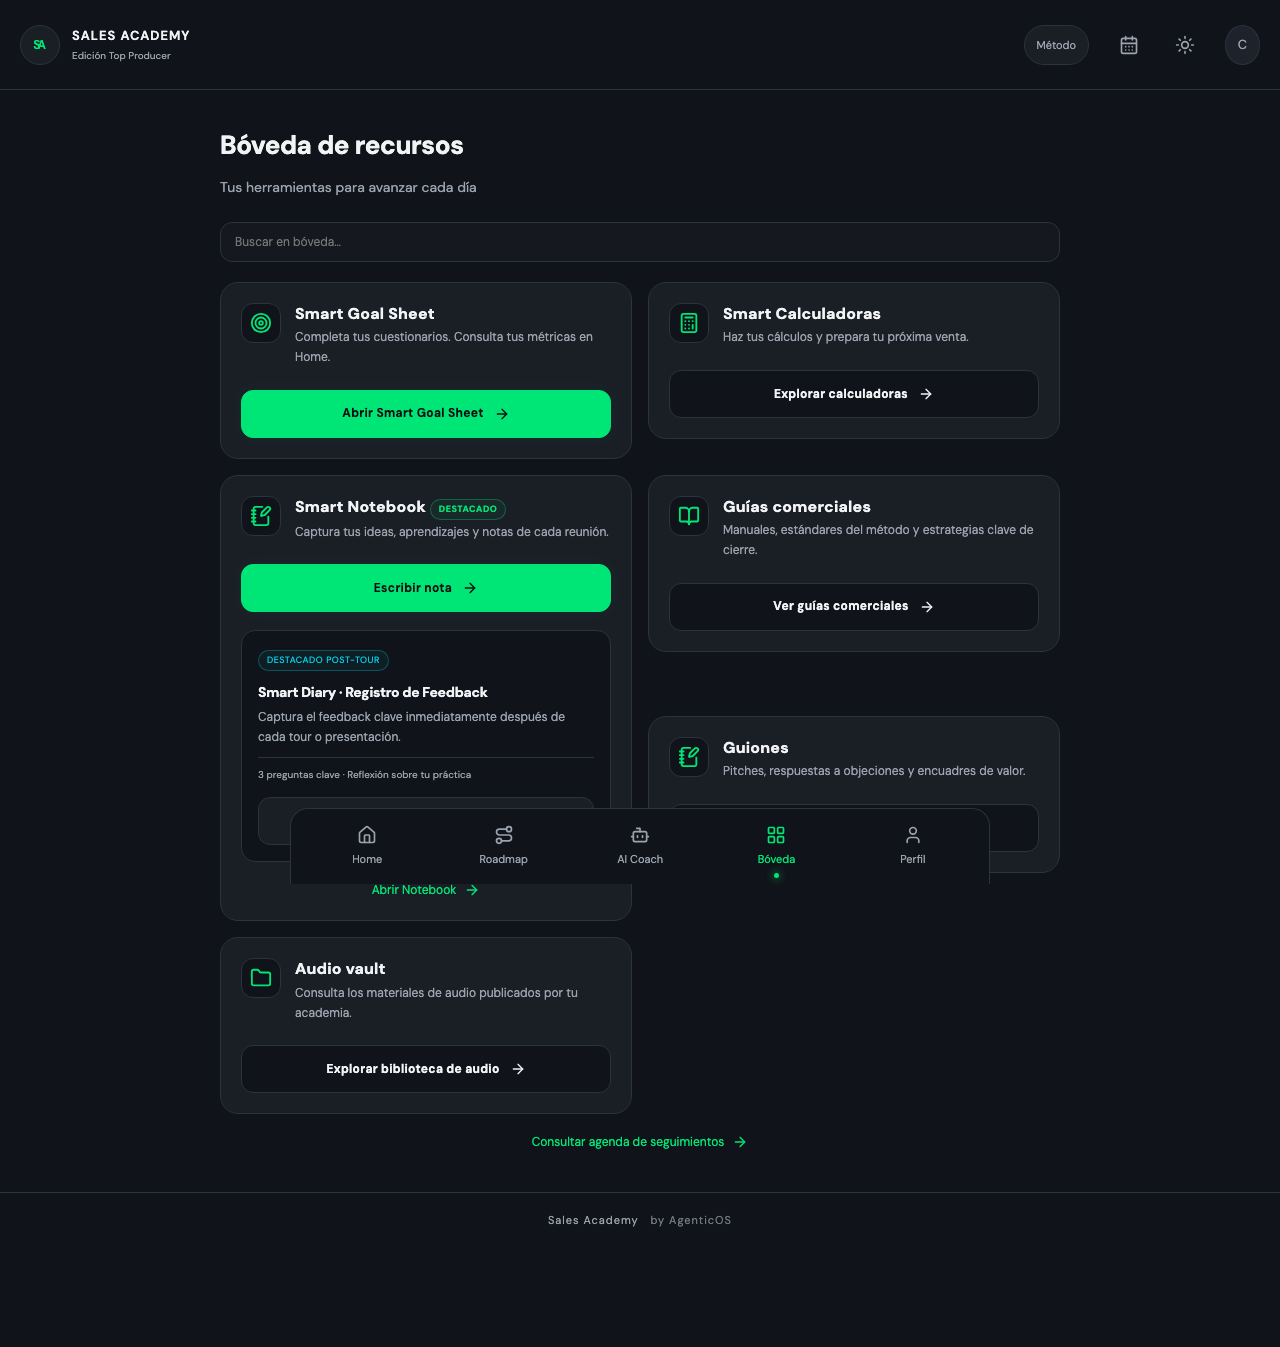 SA
SALES ACADEMY
Edición Top Producer
Método
C
Bóveda de recursos
Tus herramientas para avanzar cada día
Buscar en bóveda...
Smart Goal Sheet
Completa tus cuestionarios. Consulta tus métricas en
Home.
Abrir Smart Goal Sheet
Smart Calculadoras
Haz tus cálculos y prepara tu próxima venta.
Explorar calculadoras
Smart Notebook DESTACADO
Captura tus ideas, aprendizajes y notas de cada reunión.
Escribir nota
DESTACADO POST-TOUR
Smart Diary · Registro de Feedback
Captura el feedback clave inmediatamente después de
cada tour o presentación.
3 preguntas clave · Reflexión sobre tu práctica
Abrir Notebook
Guías comerciales
Manuales, estándares del método y estrategias clave de
cierre.
Ver guías comerciales
Guiones
Pitches, respuestas a objeciones y encuadres de valor.
Home
Roadmap
AI Coach
Bóveda
Perfil
Audio vault
Consulta los materiales de audio publicados por tu
academia.
Explorar biblioteca de audio
Consultar agenda de seguimientos
Sales Academy by AgenticOS